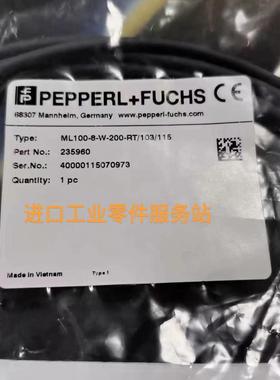 PEPPERL+FUCHS CE
68307 Mannheim, Germany www.pepperl-fuchs.com
Type: ML100-8-W-200-RT/103/115
Part No.: 235960
Ser.No.: 40000115070973
Quantity: 1 pc
进口工业零件服务站
Made in Vietnam Type 1